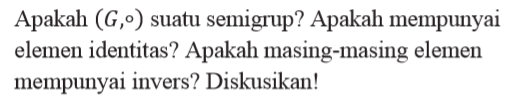 Apakah (G,∘) suatu semigrup? Apakah mempunyai
elemen identitas? Apakah masing-masing elemen
mempunyai invers? Diskusikan!